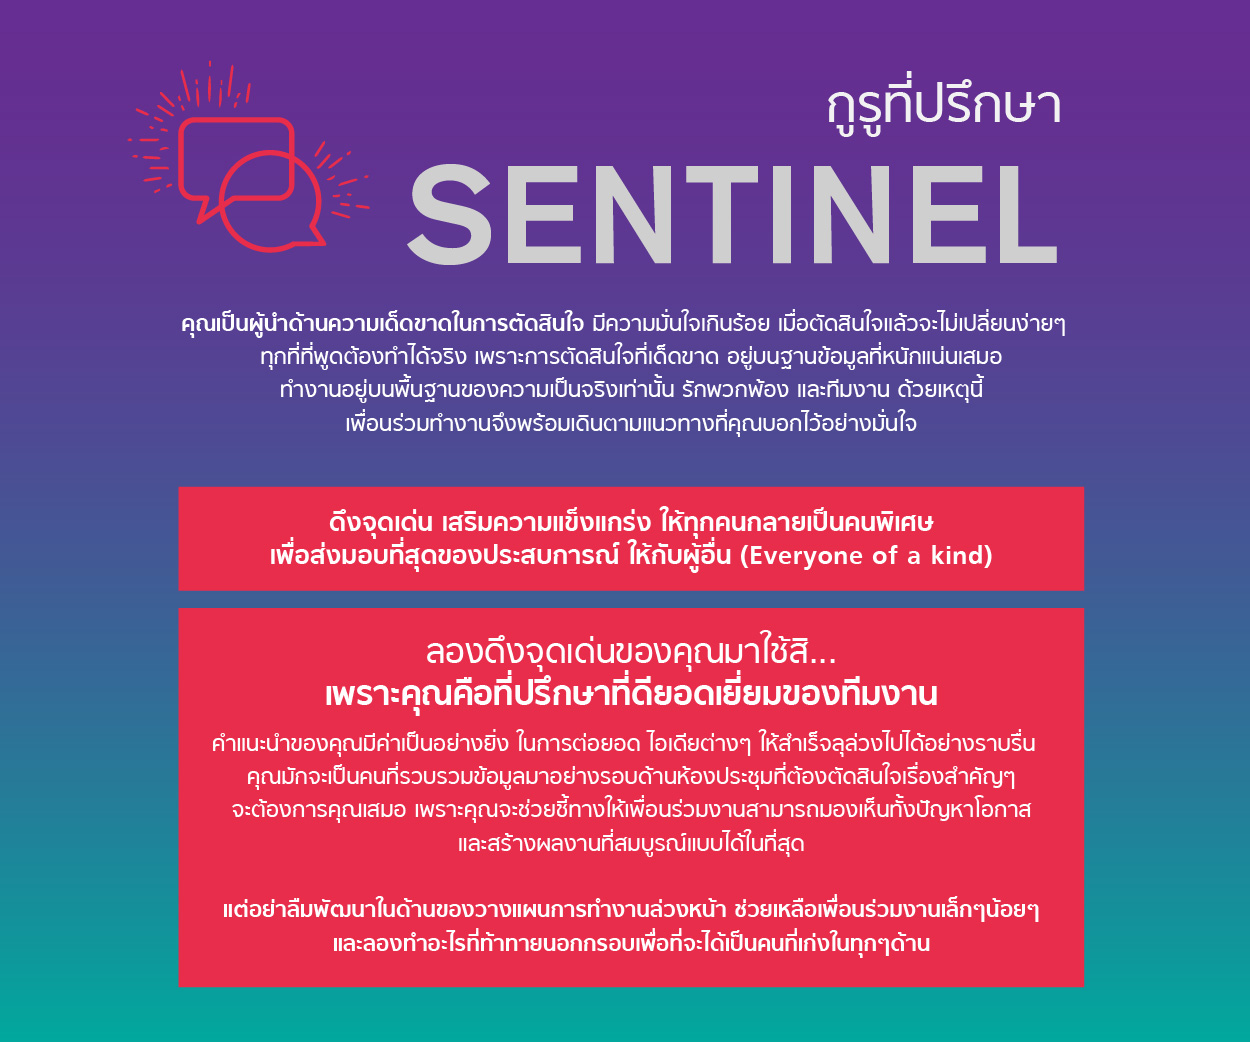 กูรูที่ปรึกษา
SENTINEL
คุณเป็นผู้นำด้านความเด็ดขาดในการตัดสินใจ มีความมั่นใจเกินร้อย เมื่อตัดสินใจแล้วจะไม่เปลี่ยนง่ายๆ
ทุกที่ที่พูดต้องทำได้จริง เพราะการตัดสินใจที่เด็ดขาด อยู่บนฐานข้อมูลที่หนักแน่นเสมอ
ทำงานอยู่บนพื้นฐานของความเป็นจริงเท่านั้น รักพวกพ้อง และทีมงาน ด้วยเหตุนี้
เพื่อนร่วมทำงานจึงพร้อมเดินตามแนวทางที่คุณบอกไว้อย่างมั่นใจ
ดึงจุดเด่น เสริมความแข็งแกร่ง ให้ทุกคนกลายเป็นคนพิเศษ
เพื่อส่งมอบที่สุดของประสบการณ์ ให้กับผู้อื่น (Everyone of a kind)
ลองดึงจุดเด่นของคุณมาใช้สิ...
เพราะคุณคือที่ปรึกษาที่ดียอดเยี่ยมของทีมงาน
คำแนะนำของคุณมีค่าเป็นอย่างยิ่ง ในการต่อยอด ไอเดียต่างๆ ให้สำเร็จลุล่วงไปได้อย่างราบรื่น
คุณมักจะเป็นคนที่รวบรวมข้อมูลมาอย่างรอบด้านห้องประชุมที่ต้องตัดสินใจเรื่องสำคัญๆ
จะต้องการคุณเสมอ เพราะคุณจะช่วยชี้ทางให้เพื่อนร่วมงานสามารถมองเห็นทั้งปัญหาโอกาส
และสร้างผลงานที่สมบูรณ์แบบได้ในที่สุด
แต่อย่าลืมพัฒนาในด้านของวางแผนการทำงานล่วงหน้า ช่วยเหลือเพื่อนร่วมงานเล็กๆน้อยๆ
และลองทำอะไรที่ท้าทายนอกกรอบเพื่อที่จะได้เป็นคนที่เก่งในทุกๆด้าน